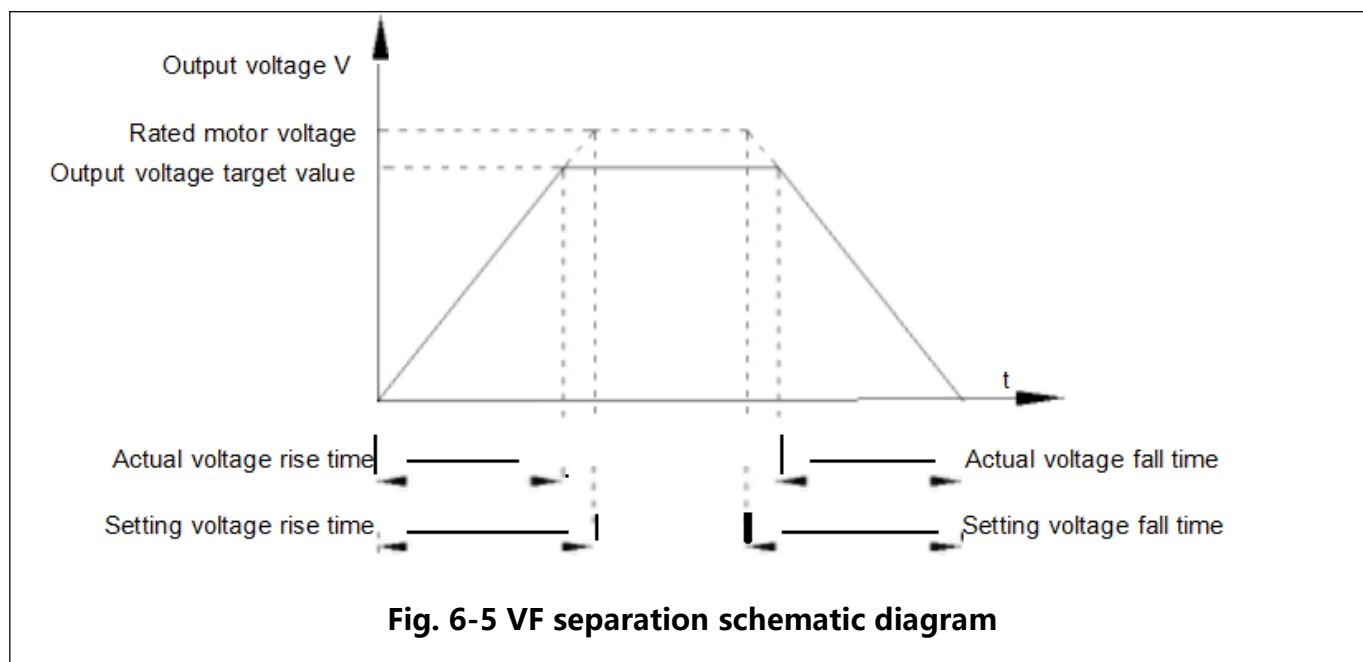 Output voltage V
Rated motor voltage
Output voltage target value
t
Actual voltage rise time
Actual voltage fall time
Setting voltage rise time
Setting voltage fall time
Fig. 6-5 VF separation schematic diagram